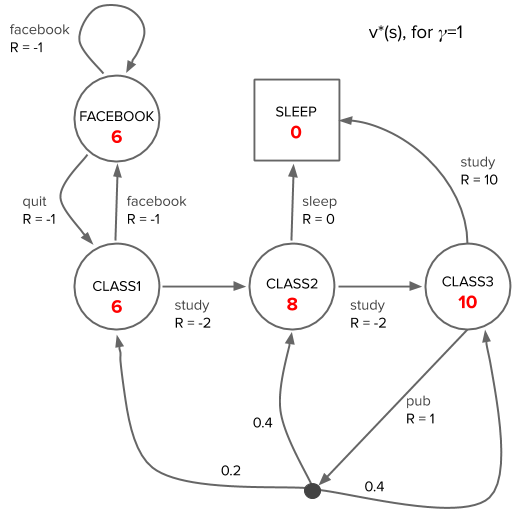 facebook
R = -1
v*(s), for γ=1
FACEBOOK
6
SLEEP
0
study
R = 10
quit
R = -1
facebook
R = -1
sleep
R = 0
CLASS1
6
CLASS2
8
CLASS3
10
study
R = -2
study
R = -2
pub
R = 1
0.4
0.2
0.4